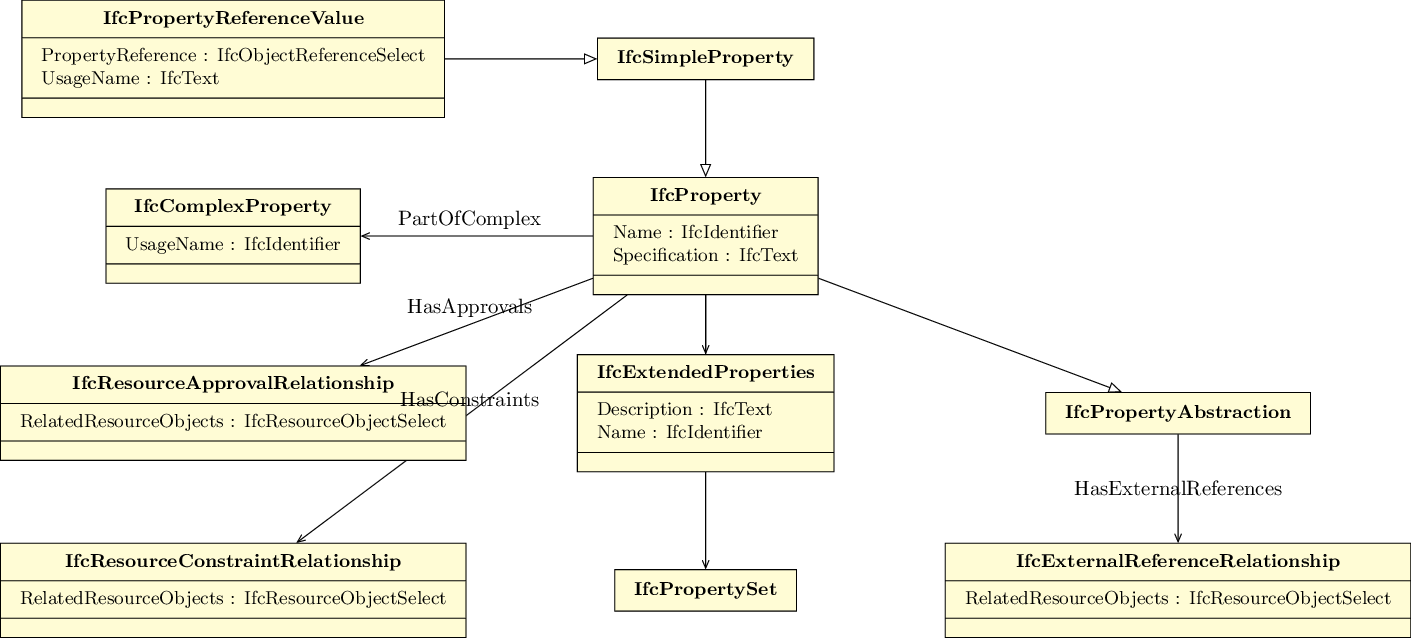 IfcPropertyReferenceValue
PropertyReference : IfcObjectReferenceSelect
UsageName : IfcText
IfcSimpleProperty
IfcComplexProperty
UsageName : IfcIdentifier
PartOfComplex
IfcProperty
Name : IfcIdentifier
Specification : IfcText
HasApprovals
IfcResourceApprovalRelationship
RelatedResourceObjects : IfcResourceObjectSelect
HasConstraints
IfcExtendedProperties
Description : IfcText
Name : IfcIdentifier
IfcPropertyAbstraction
HasExternalReferences
IfcResourceConstraintRelationship
RelatedResourceObjects : IfcResourceObjectSelect
IfcPropertySet
IfcExternalReferenceRelationship
RelatedResourceObjects : IfcResourceObjectSelect